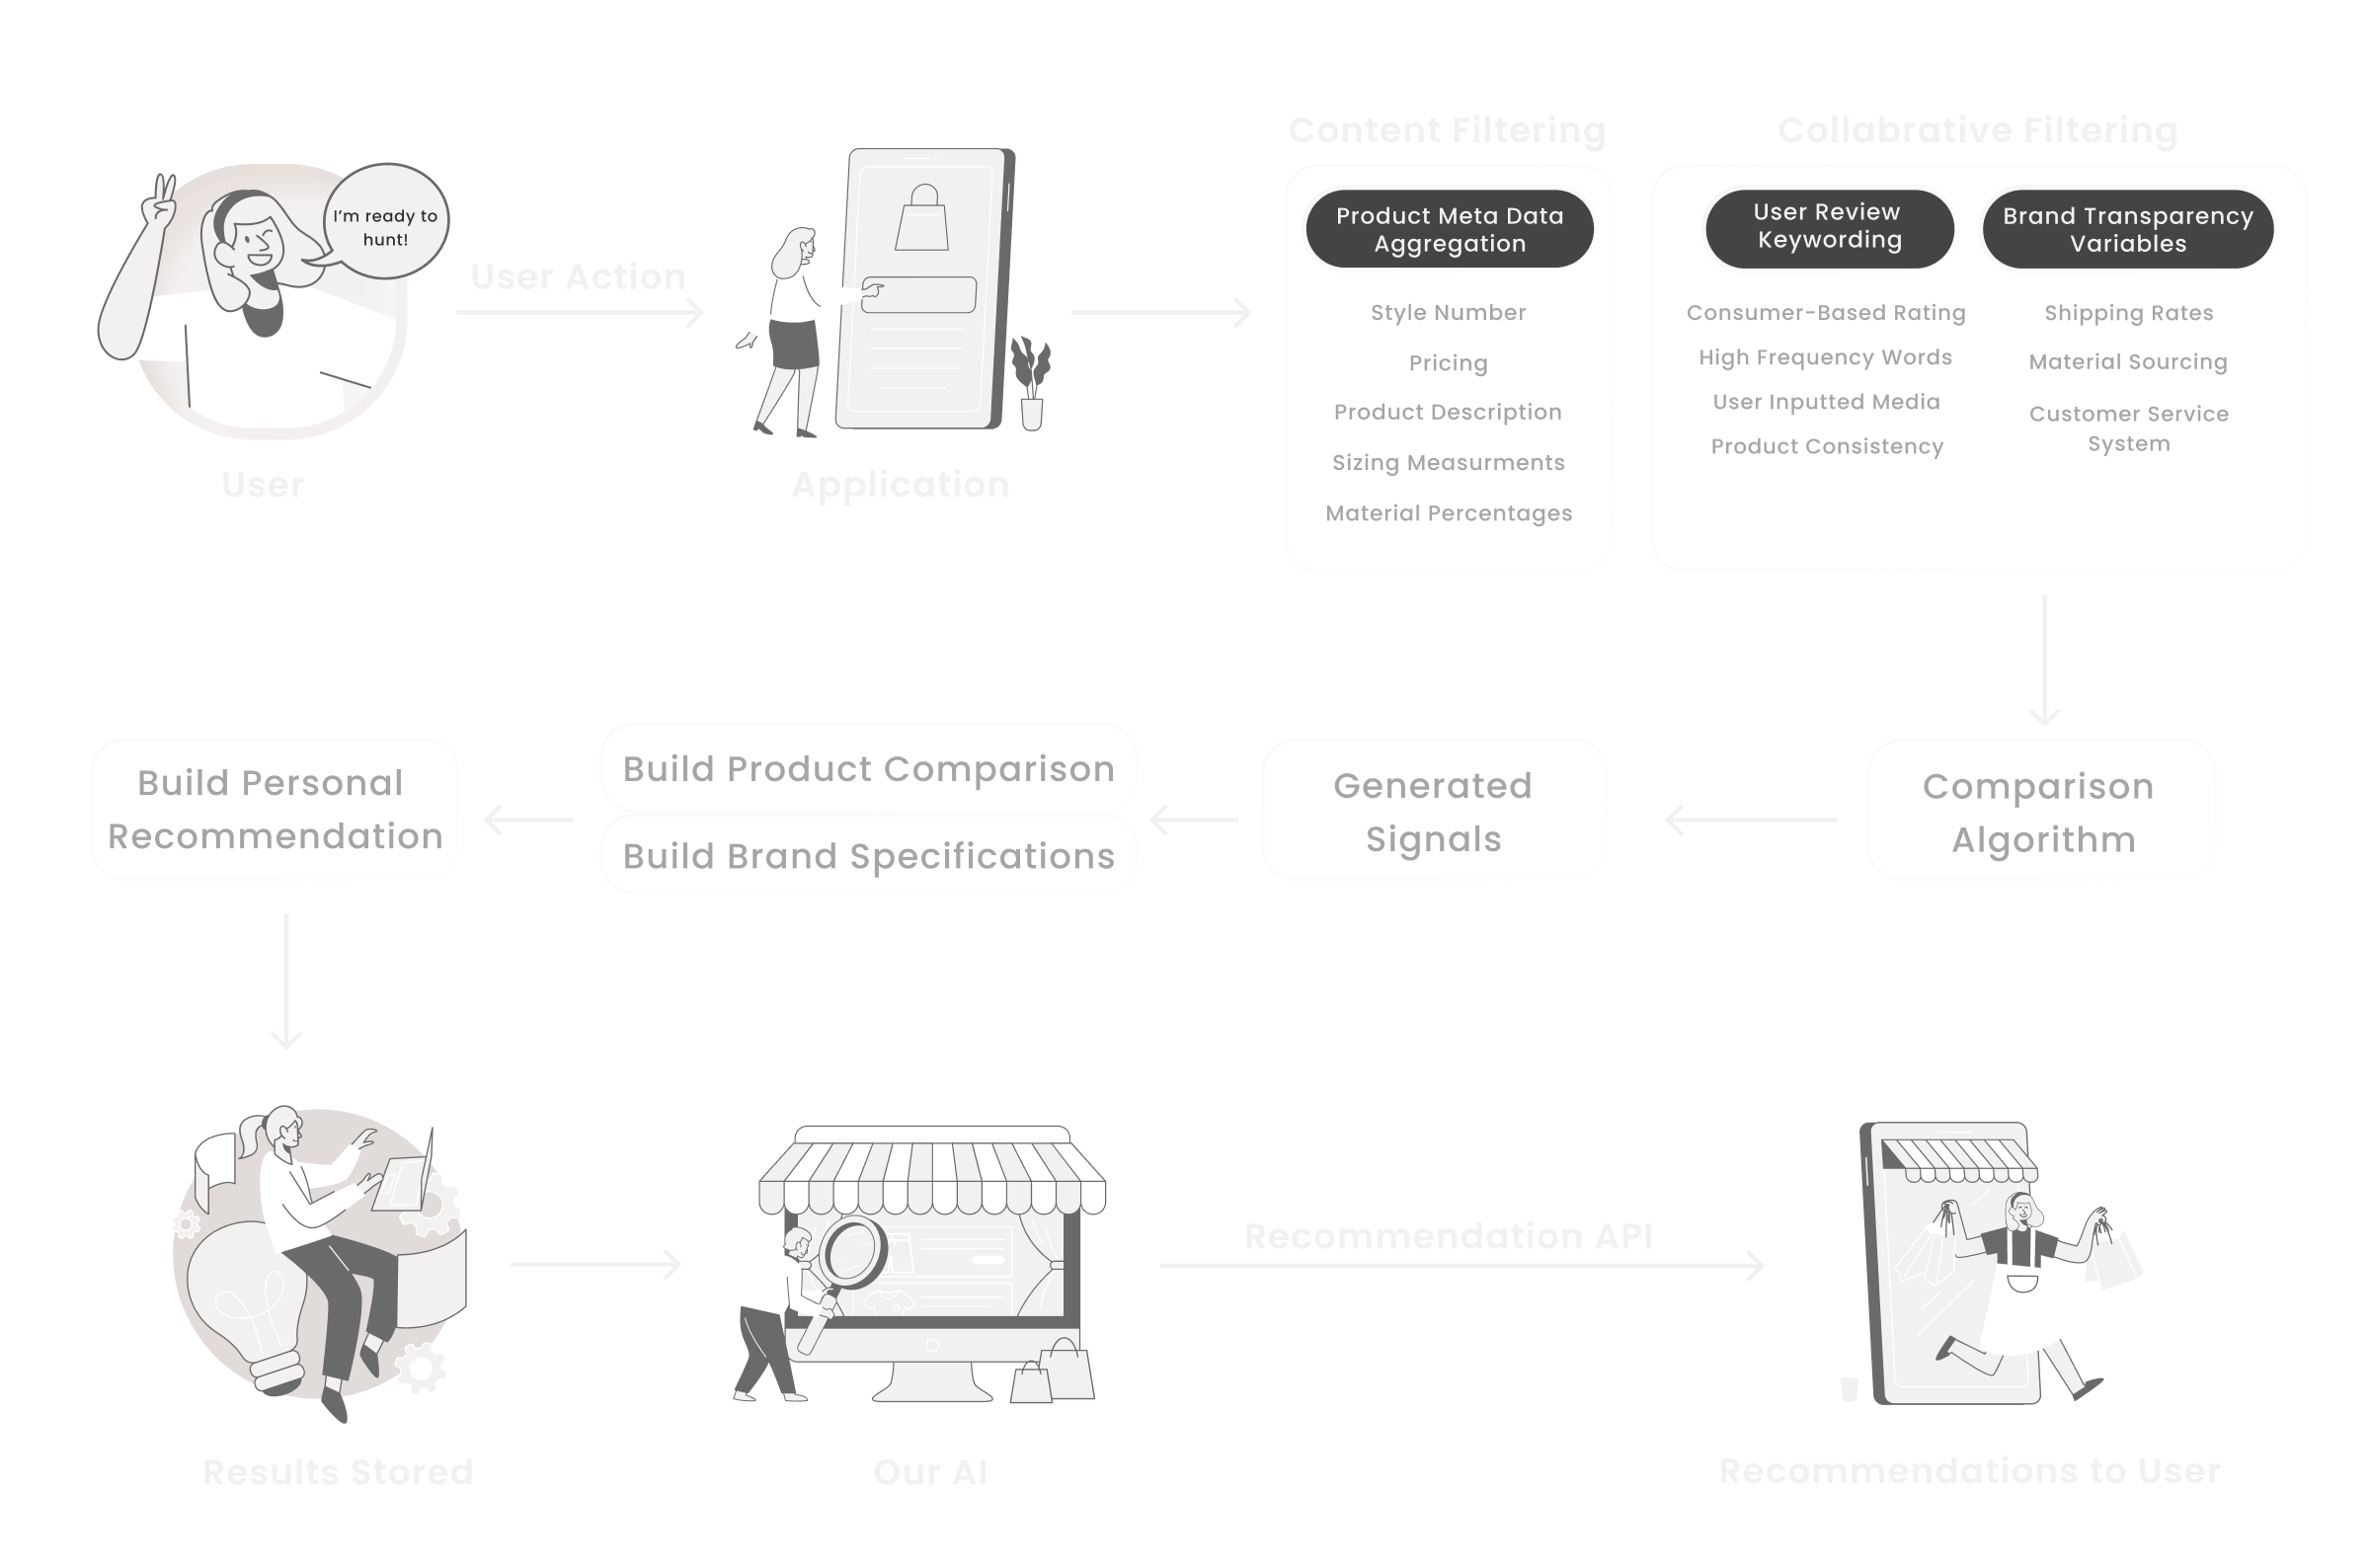 I'm ready to
hunt!
User Action
User
Application
Content Filtering
Product Meta Data
Aggregation
Style Number
Pricing
Product Description
Sizing Measurments
Material Percentages
Collabrative Filtering
User Review
Keywording
Consumer-Based Rating
High Frequency Words
User Inputted Media
Product Consistency
Brand Transparency
Variables
Shipping Rates
Material Sourcing
Customer Service
System
Comparison
Algorithm
Generated
Signals
Build Product Comparison
Build Brand Specifications
Build Personal
Recommendation
Results Stored
Our AI
Recommendation API
Recommendations to User